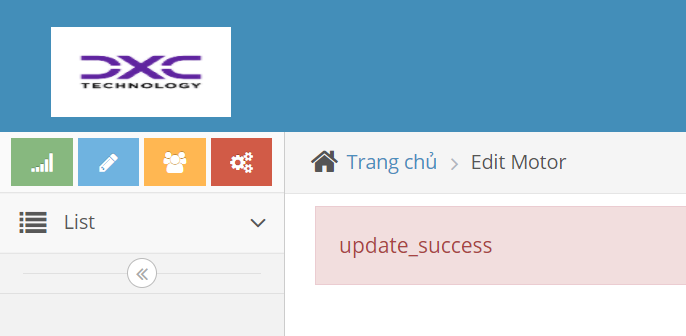 DXC
TECHNOLOGY
Trang chủ
Edit Motor
List
update_success